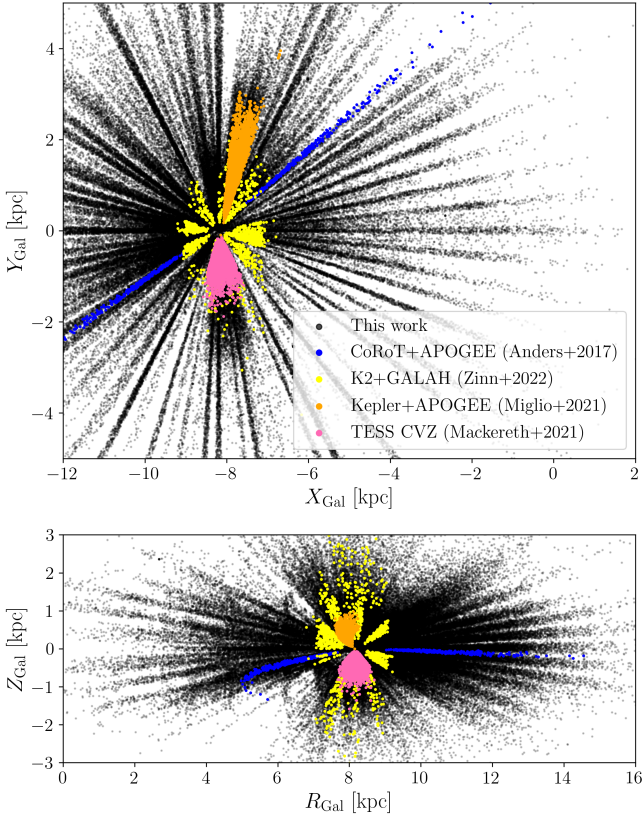 4
2
0
−2
−4
Y_Gal [kpc]
This work
CoRoT+APOGEE (Anders+2017)
K2+GALAH (Zinn+2022)
Kepler+APOGEE (Miglio+2021)
TESS CVZ (Mackereth+2021)
−12 −10 −8 −6 −4 −2 0 2
X_Gal [kpc]
3
2
1
0
−1
−2
−3
Z_Gal [kpc]
0 2 4 6 8 10 12 14 16
R_Gal [kpc]